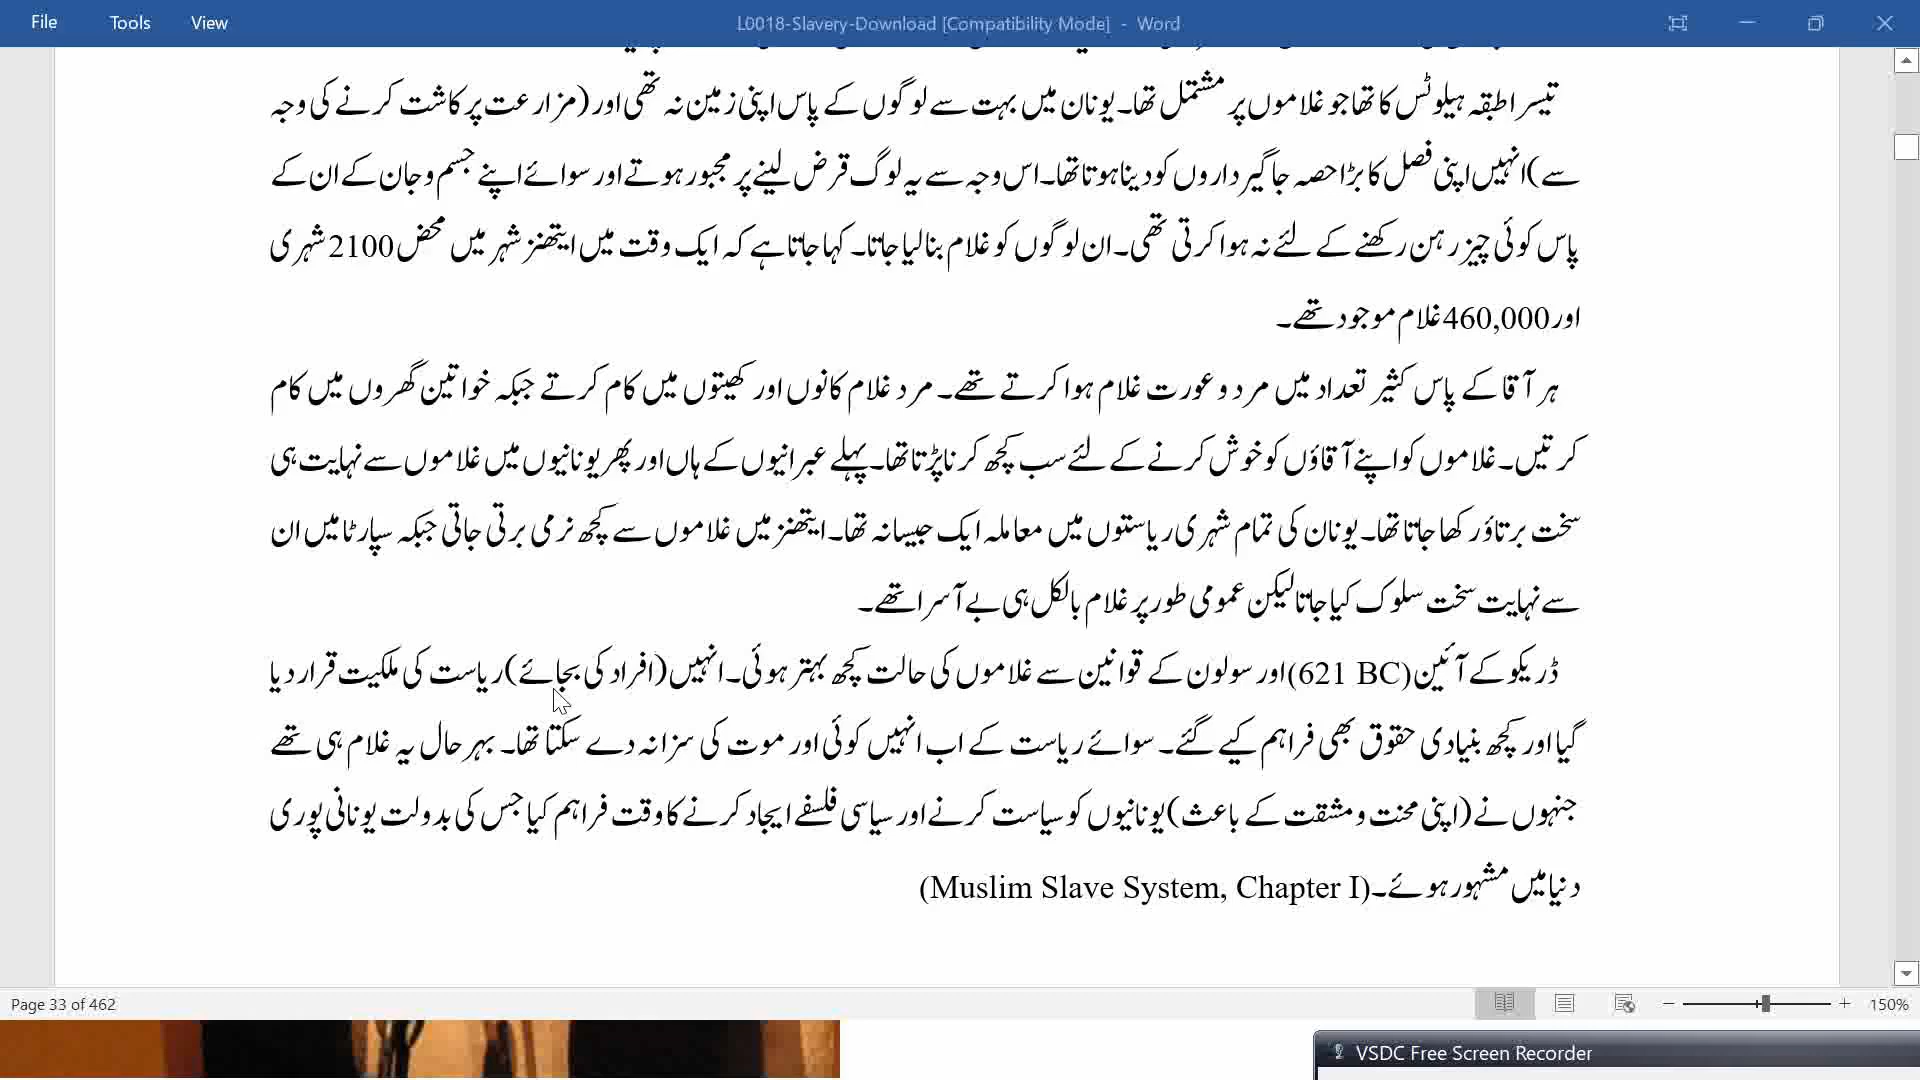 File Tools View L0018-Slavery-Download [Compatibility Mode] - Word
تیسرا طبقہ ہیلوٹس کا تھا جو غلاموں پر مشتمل تھا۔ یونان میں بہت سے لوگوں کے پاس اپنی زمین نہ تھی اور (مزارعت پر کاشت کرنے کی وجہ
سے) انہیں اپنی فصل کا بڑا حصہ جاگیر داروں کو دینا ہوتا تھا۔ اس وجہ سے یہ لوگ قرض لینے پر مجبور ہوتے اور سوائے اپنے جسم و جان کے ان کے
پاس کوئی چیز رہن رکھنے کے لئے نہ ہوا کرتی تھی۔ ان لوگوں کو غلام بنا لیا جاتا۔ کہا جاتا ہے کہ ایک وقت میں ایتھنز شہر میں محض 2100 شہری
اور 460,000 غلام موجود تھے۔
ہر آقا کے پاس کثیر تعداد میں مرد و عورت غلام ہوا کرتے تھے۔ مرد غلام کانوں اور کھیتوں میں کام کرتے جبکہ خواتین گھروں میں کام
کرتیں۔ غلاموں کو اپنے آقاؤں کو خوش کرنے کے لئے سب کچھ کرنا پڑتا تھا۔ پہلے عبرانیوں کے ہاں اور پھر یونانیوں میں غلاموں سے نہایت ہی
سخت برتاؤ رکھا جاتا تھا۔ یونان کی تمام شہری ریاستوں میں معاملہ ایک جیسا نہ تھا۔ ایتھنز میں غلاموں سے کچھ نرمی برتی جاتی جبکہ سپارٹا میں ان
سے نہایت سخت سلوک کیا جاتا لیکن عمومی طور پر غلام بالکل ہی بے آسرا تھے۔
ڈریکو کے آئین (621 BC) اور سولون کے قوانین سے غلاموں کی حالت کچھ بہتر ہوئی۔ انہیں (افراد کی بجائے) ریاست کی ملکیت قرار دیا
گیا اور کچھ بنیادی حقوق بھی فراہم کیے گئے۔ سوائے ریاست کے اب انہیں کوئی اور موت کی سزا نہ دے سکتا تھا۔ بہر حال یہ غلام ہی تھے
جنہوں نے (اپنی محنت و مشقت کے باعث) یونانیوں کو سیاست کرنے اور سیاسی فلسفے ایجاد کرنے کا وقت فراہم کیا جس کی بدولت یونانی پوری
دنیا میں مشہور ہوئے۔ (Muslim Slave System, Chapter I)
Page 33 of 462 150%
VSDC Free Screen Recorder